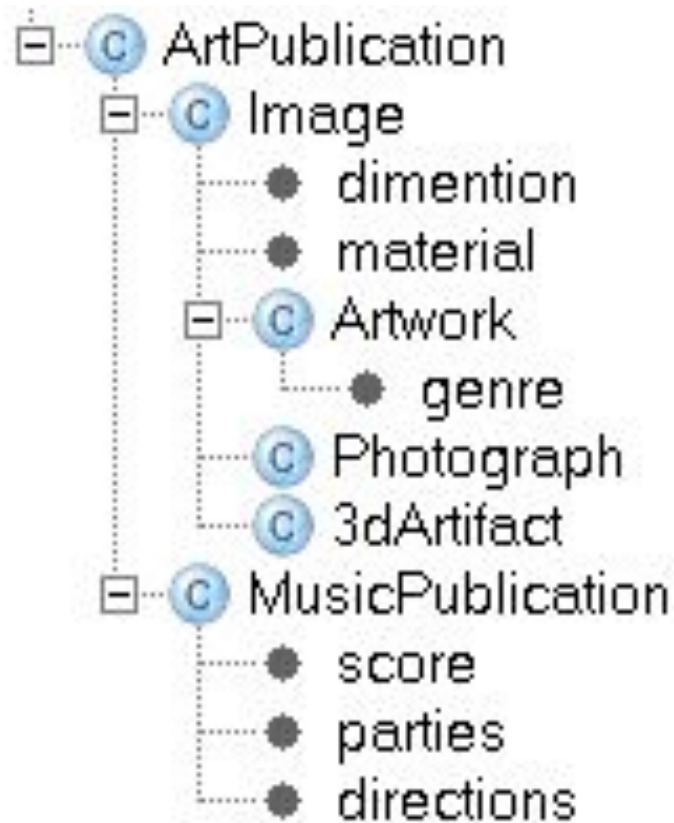 C ArtPublication
C Image
dimention
material
C Artwork
genre
C Photograph
C 3dArtifact
C MusicPublication
score
parties
directions